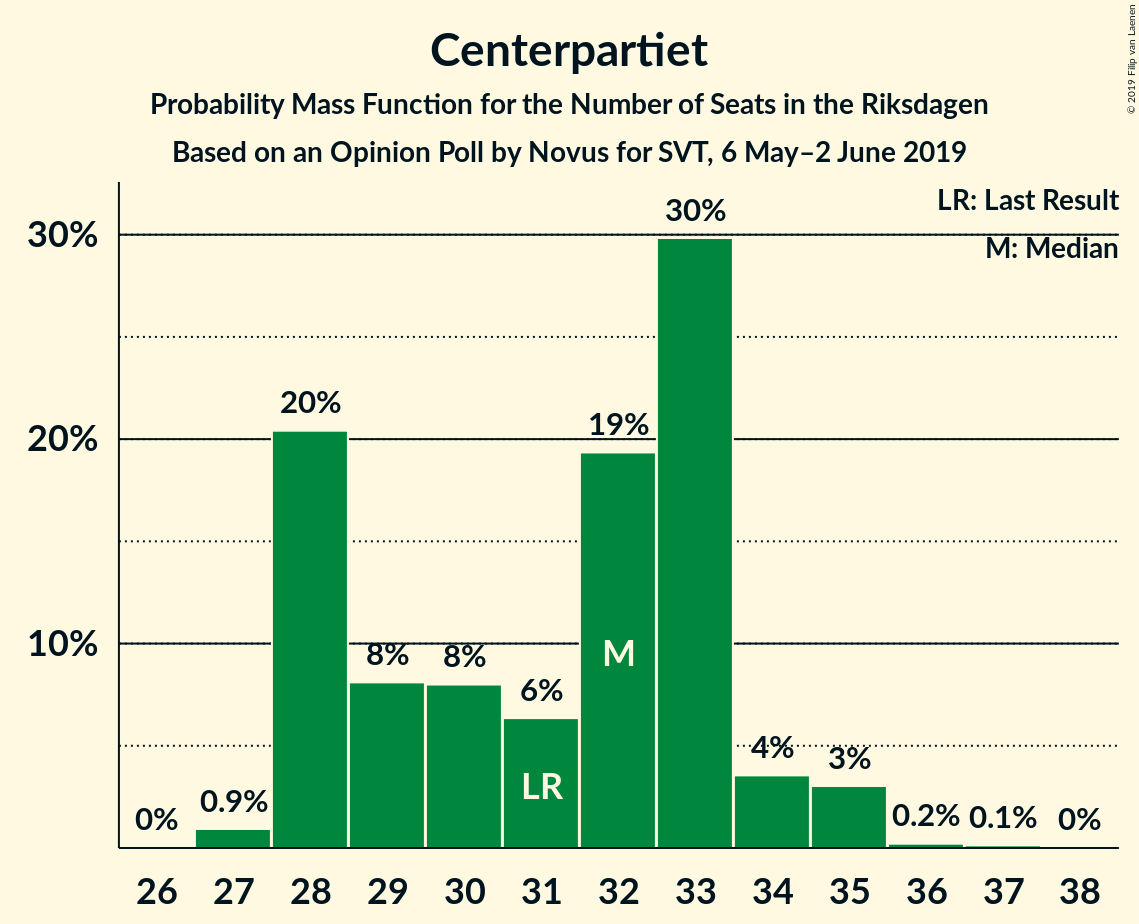 Centerpartiet
Probability Mass Function for the Number of Seats in the Riksdagen
Based on an Opinion Poll by Novus for SVT, 6 May–2 June 2019
© 2019 Filip van Laenen
LR: Last Result
M: Median
30%
20%
10%
0%
0.9%
20%
8%
8%
6%
19%
30%
4%
3%
0.2%
0.1%
0%
M
LR
26 27 28 29 30 31 32 33 34 35 36 37 38